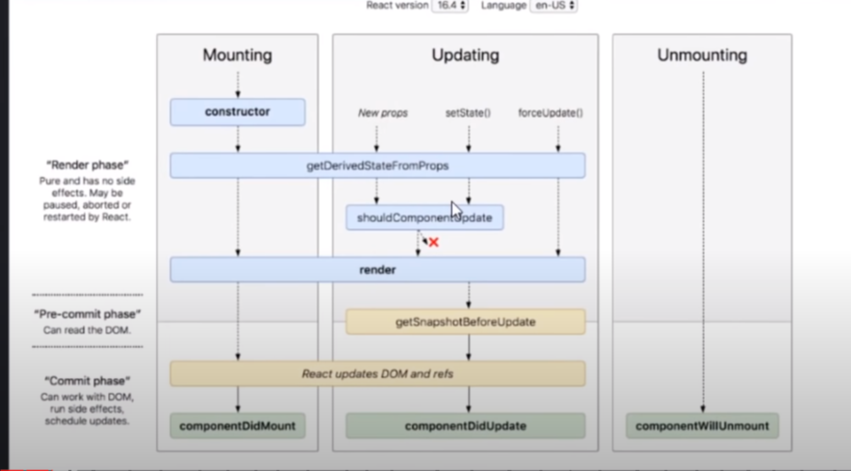 React version 16.4 Language en-US
Mounting
Updating
Unmounting
constructor
New props
setState()
forceUpdate()
getDerivedStateFromProps
"Render phase"
Pure and has no side
effects. May be
paused, aborted or
restarted by React.
shouldComponentUpdate
render
"Pre-commit phase"
Can read the DOM.
getSnapshotBeforeUpdate
React updates DOM and refs
"Commit phase"
Can work with DOM,
run side effects,
schedule updates.
componentDidMount
componentDidUpdate
componentWillUnmount